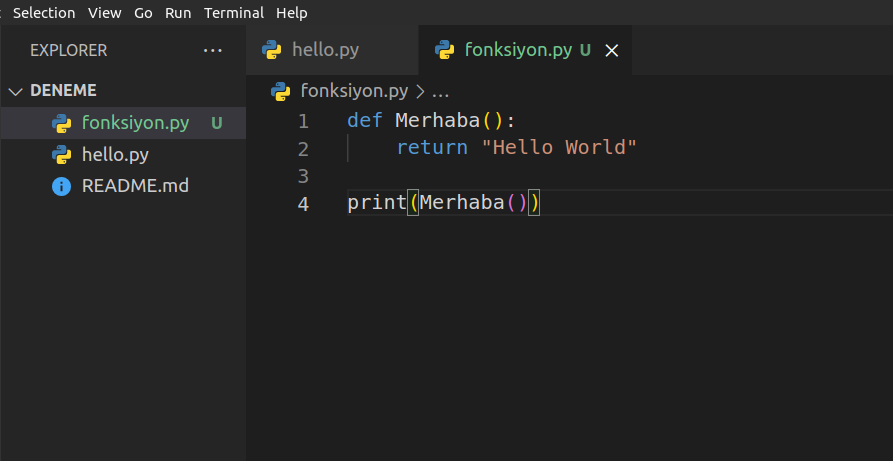 Selection View Go Run Terminal Help
EXPLORER ...
hello.py
fonksiyon.py U
DENEME
fonksiyon.py U
hello.py
README.md
fonksiyon.py > ...
1 def Merhaba():
2     return "Hello World"
3
4 print(Merhaba())